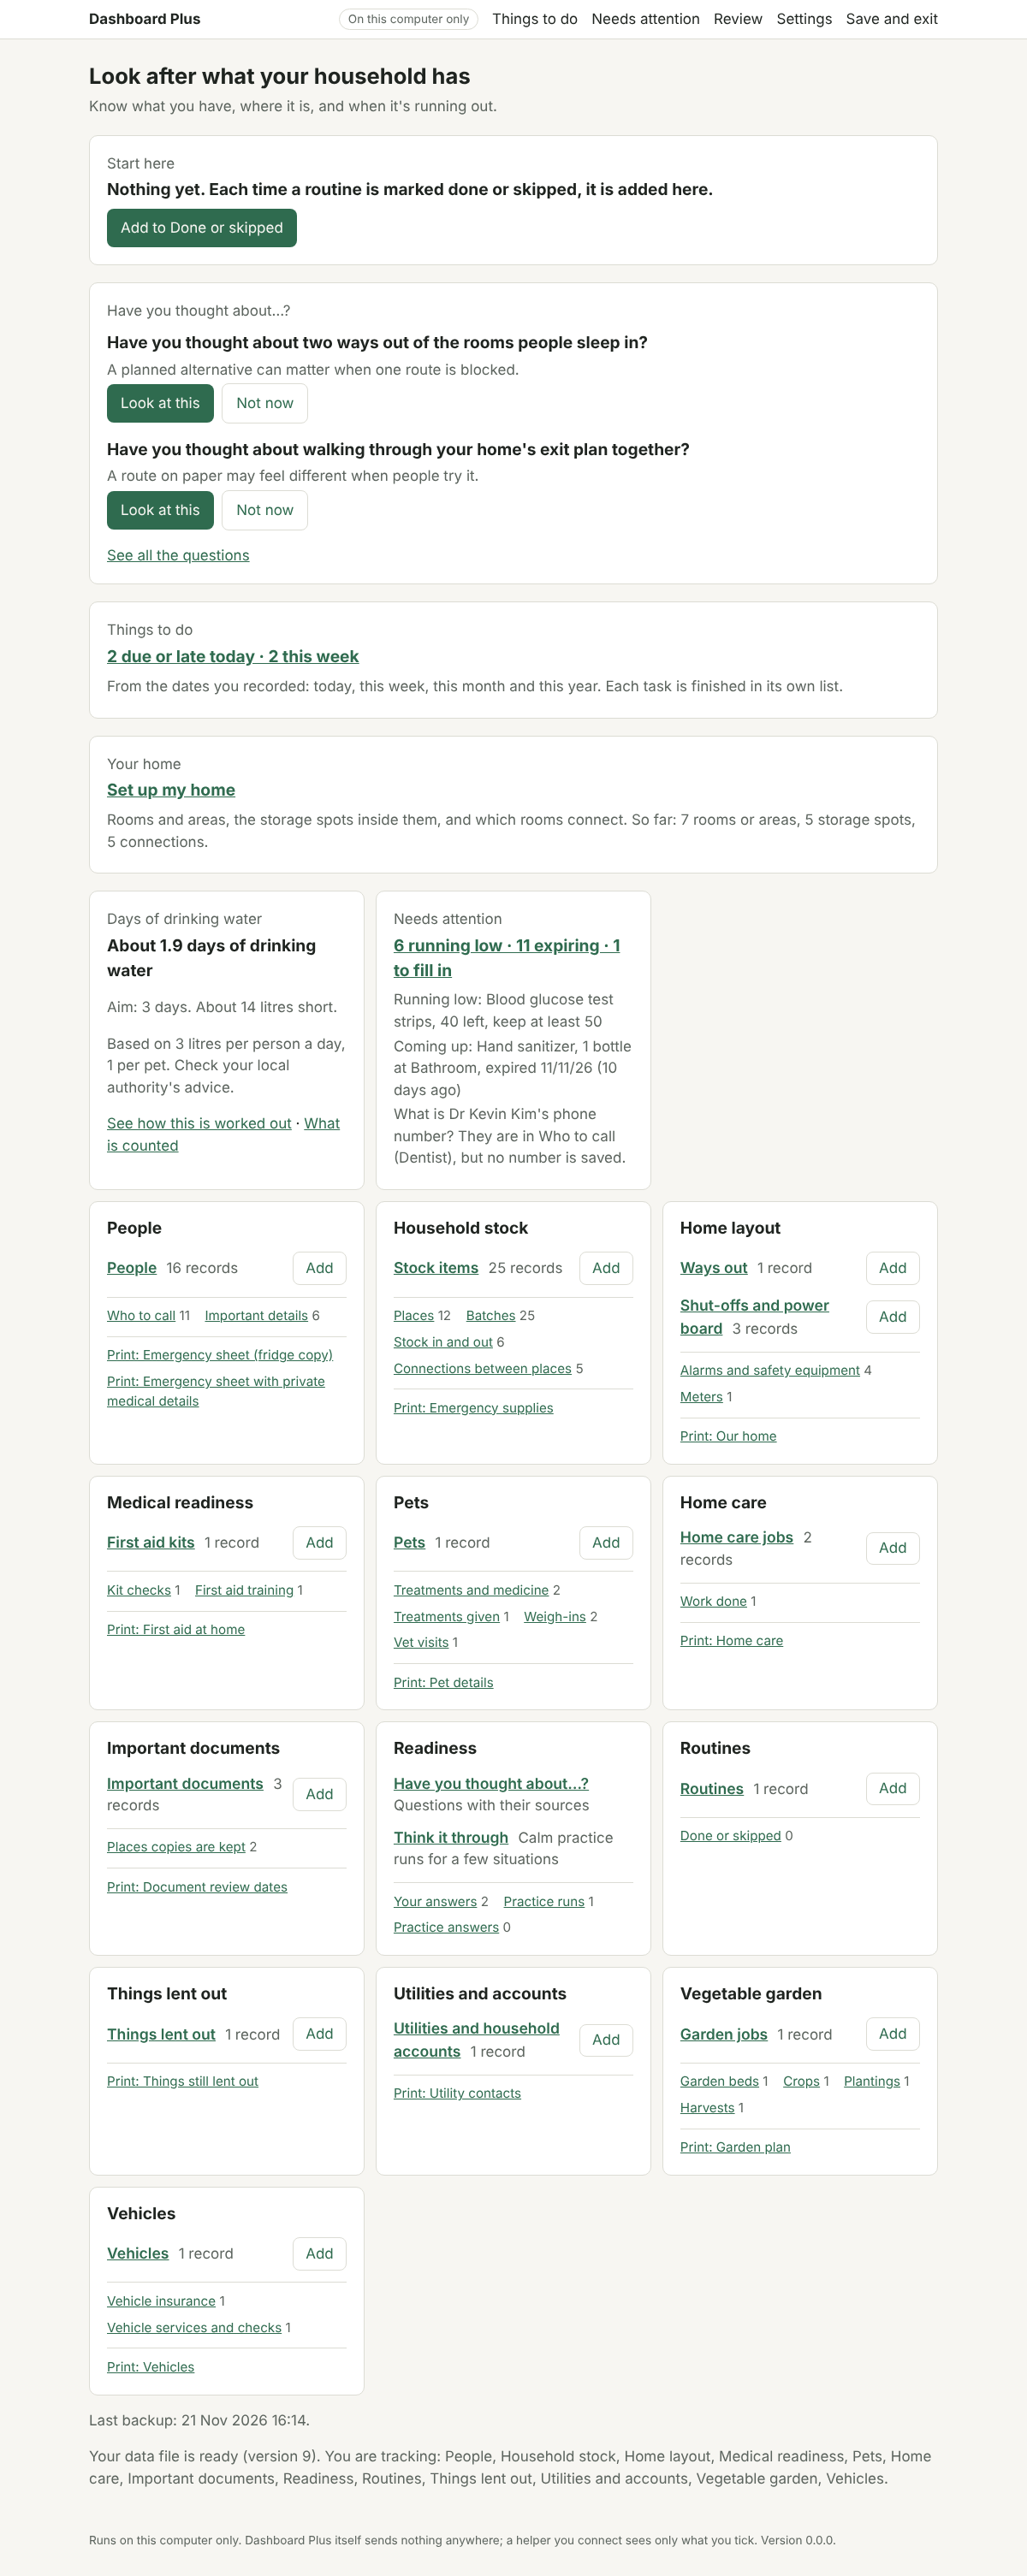 Dashboard Plus
On this computer only
Things to do
Needs attention
Review
Settings
Save and exit
Look after what your household has
Know what you have, where it is, and when it's running out.
Start here
Nothing yet. Each time a routine is marked done or skipped, it is added here.
Add to Done or skipped
Have you thought about...?
Have you thought about two ways out of the rooms people sleep in?
A planned alternative can matter when one route is blocked.
Look at this
Not now
Have you thought about walking through your home's exit plan together?
A route on paper may feel different when people try it.
Look at this
Not now
See all the questions
Things to do
2 due or late today · 2 this week
From the dates you recorded: today, this week, this month and this year. Each task is finished in its own list.
Your home
Set up my home
Rooms and areas, the storage spots inside them, and which rooms connect. So far: 7 rooms or areas, 5 storage spots,
5 connections.
Days of drinking water
About 1.9 days of drinking
water
Aim: 3 days. About 14 litres short.
Based on 3 litres per person a day,
1 per pet. Check your local
authority's advice.
See how this is worked out · What
is counted
Needs attention
6 running low · 11 expiring · 1
to fill in
Running low: Blood glucose test
strips, 40 left, keep at least 50
Coming up: Hand sanitizer, 1 bottle
at Bathroom, expired 11/11/26 (10
days ago)
What is Dr Kevin Kim's phone
number? They are in Who to call
(Dentist), but no number is saved.
People
People 16 records
Add
Who to call 11 Important details 6
Print: Emergency sheet (fridge copy)
Print: Emergency sheet with private
medical details
Household stock
Stock items 25 records
Add
Places 12 Batches 25
Stock in and out 6
Connections between places 5
Print: Emergency supplies
Home layout
Ways out 1 record
Add
Shut-offs and power
board 3 records
Add
Alarms and safety equipment 4
Meters 1
Print: Our home
Medical readiness
First aid kits 1 record
Add
Kit checks 1 First aid training 1
Print: First aid at home
Pets
Pets 1 record
Add
Treatments and medicine 2
Treatments given 1 Weigh-ins 2
Vet visits 1
Print: Pet details
Home care
Home care jobs 2
records
Add
Work done 1
Print: Home care
Important documents
Important documents 3
records
Add
Places copies are kept 2
Print: Document review dates
Readiness
Have you thought about...?
Questions with their sources
Think it through Calm practice
runs for a few situations
Your answers 2 Practice runs 1
Practice answers 0
Routines
Routines 1 record
Add
Done or skipped 0
Things lent out
Things lent out 1 record
Add
Print: Things still lent out
Utilities and accounts
Utilities and household
accounts 1 record
Add
Print: Utility contacts
Vegetable garden
Garden jobs 1 record
Add
Garden beds 1 Crops 1 Plantings 1
Harvests 1
Print: Garden plan
Vehicles
Vehicles 1 record
Add
Vehicle insurance 1
Vehicle services and checks 1
Print: Vehicles
Last backup: 21 Nov 2026 16:14.
Your data file is ready (version 9). You are tracking: People, Household stock, Home layout, Medical readiness, Pets, Home
care, Important documents, Readiness, Routines, Things lent out, Utilities and accounts, Vegetable garden, Vehicles.
Runs on this computer only. Dashboard Plus itself sends nothing anywhere; a helper you connect sees only what you tick. Version 0.0.0.